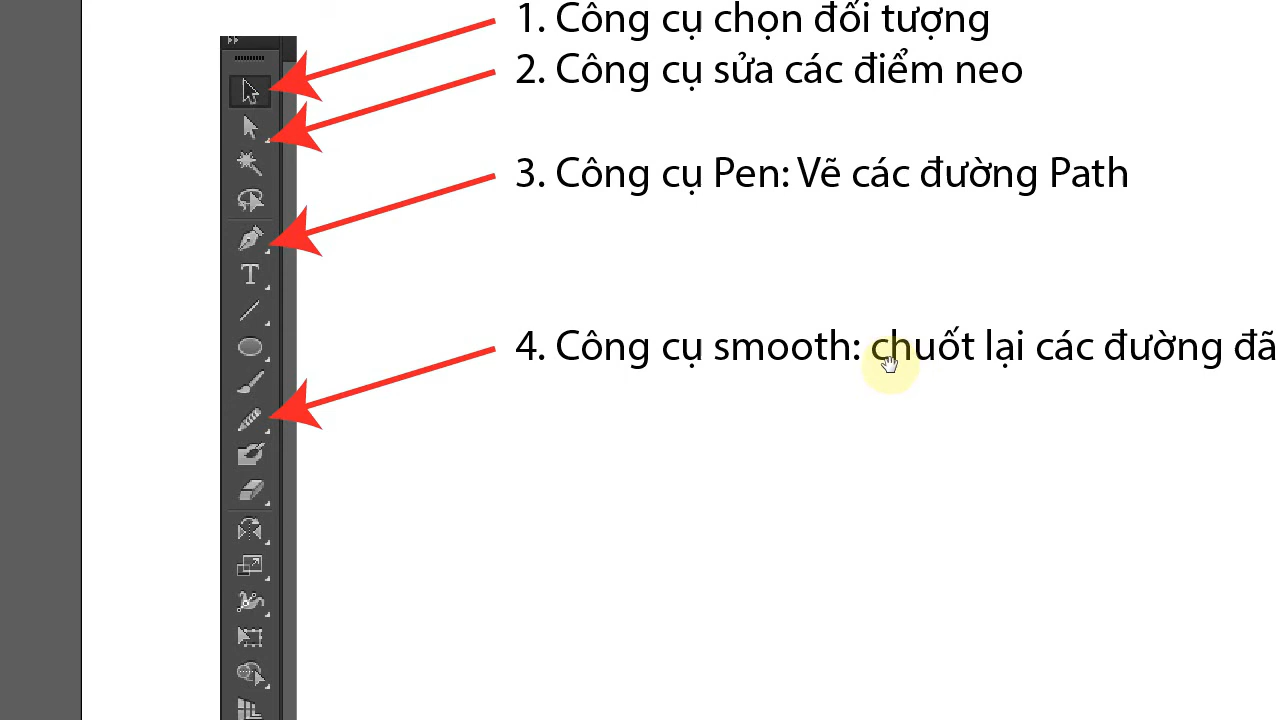 1. Công cụ chọn đối tượng
2. Công cụ sửa các điểm neo
3. Công cụ Pen: Vẽ các đường Path
4. Công cụ smooth: chuốt lại các đường đã